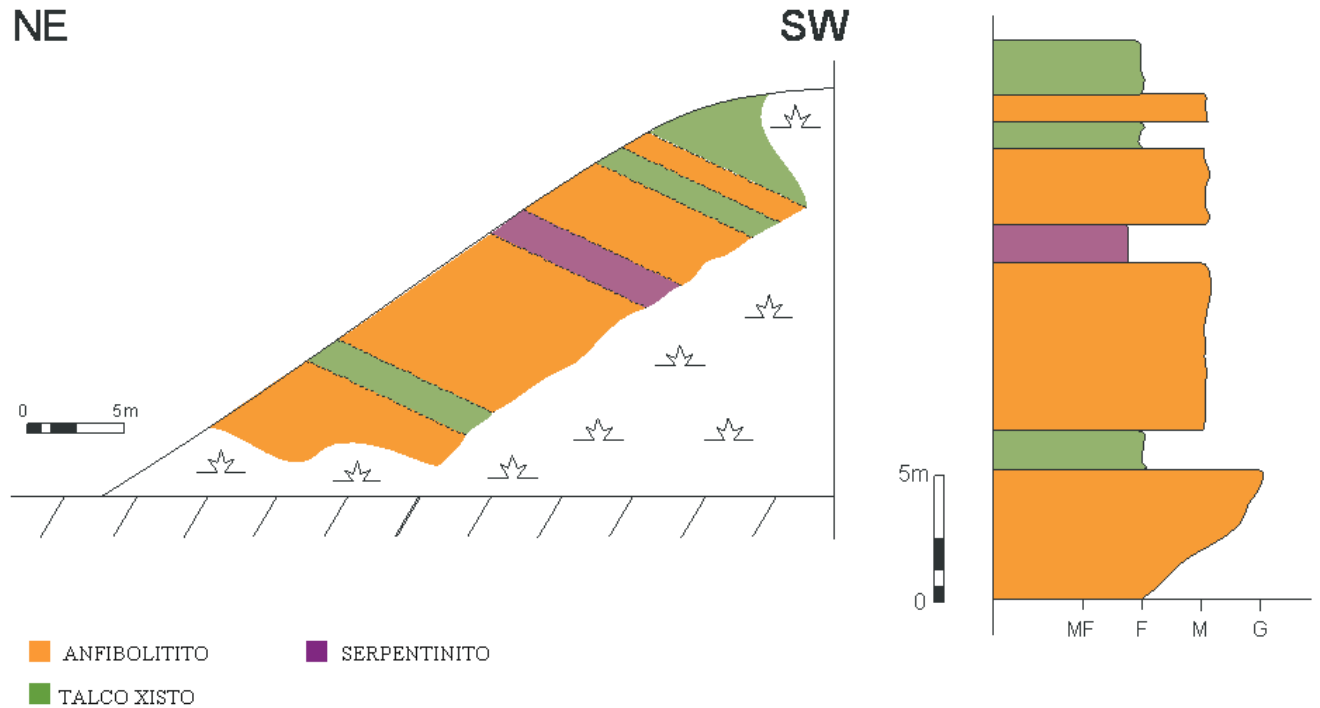 NE SW
0 5m
5m
0
MF F M G
ANFIBOLITITO SERPENTINITO
TALCO XISTO